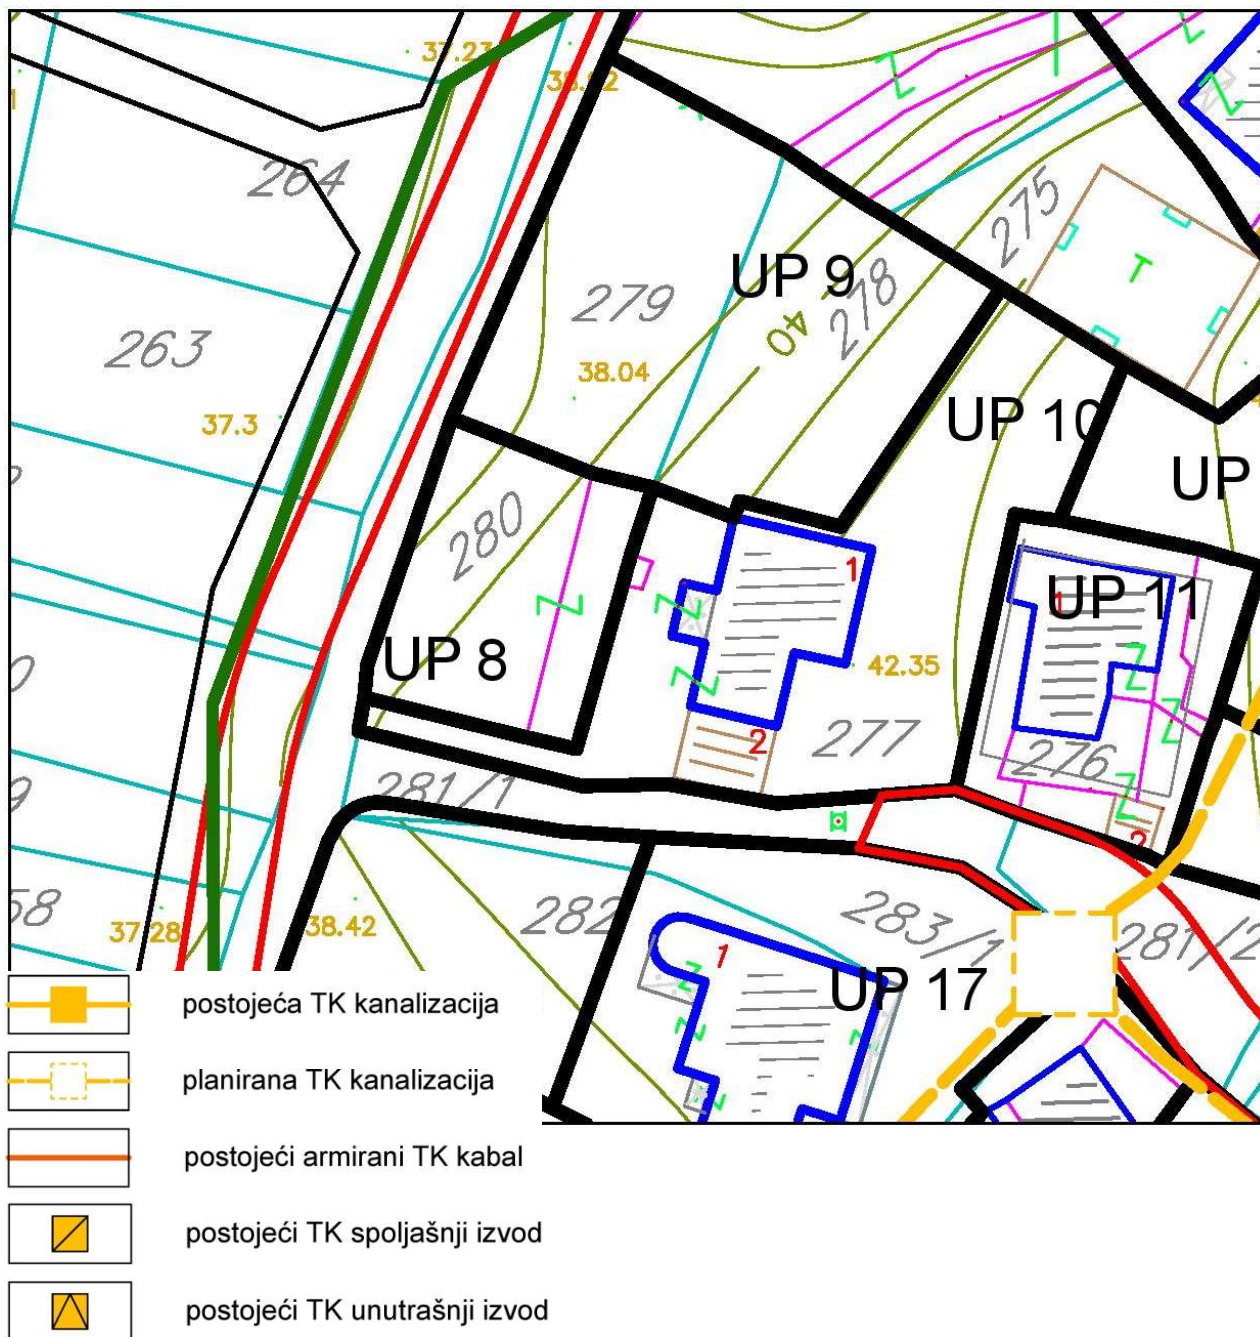 37.23
38.92
264
275
UP 9
279
278
40
263
T
38.04
37.3
UP 10
UP
280
1
UP 11
1
UP 8
42.35
2
277
276
281/1
2
58
282
283/1
281/2
37.28
38.42
1
UP 17
postojeća TK kanalizacija
planirana TK kanalizacija
postojeći armirani TK kabal
postojeći TK spoljašnji izvod
postojeći TK unutrašnji izvod